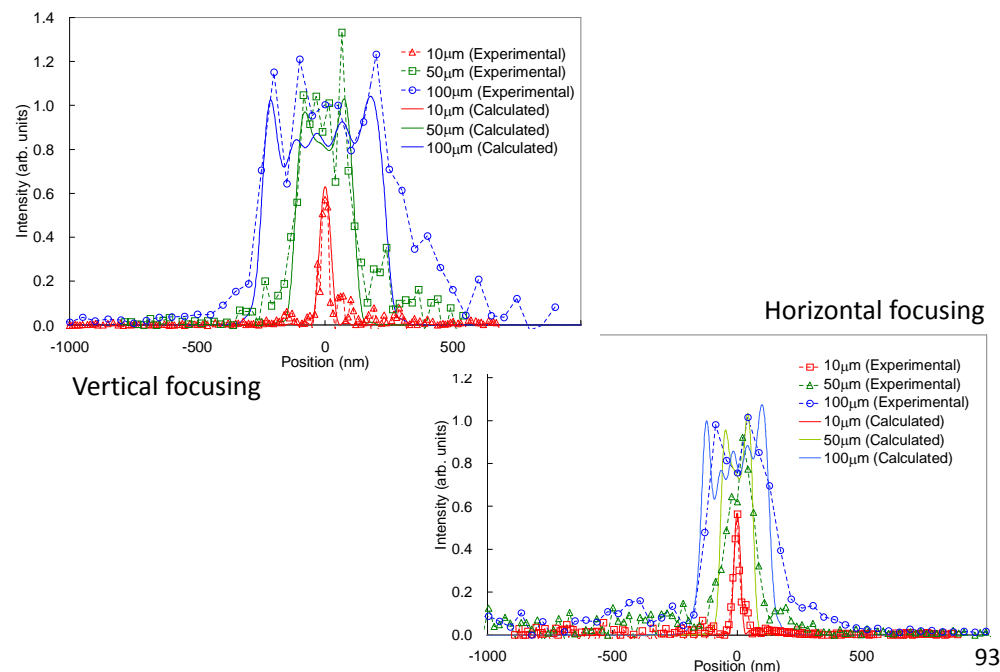 1.4
1.2
1.0
0.8
0.6
0.4
0.2
0.0
Intensity (arb. units)
10μm (Experimental)
50μm (Experimental)
100μm (Experimental)
10μm (Calculated)
50μm (Calculated)
100μm (Calculated)
-1000 -500 0 500
Position (nm)
Vertical focusing
Horizontal focusing
1.2
1.0
0.8
0.6
0.4
0.2
0.0
Intensity (arb. units)
10μm (Experimental)
50μm (Experimental)
100μm (Experimental)
10μm (Calculated)
50μm (Calculated)
100μm (Calculated)
-1000 -500 0 500
Position (nm)
93